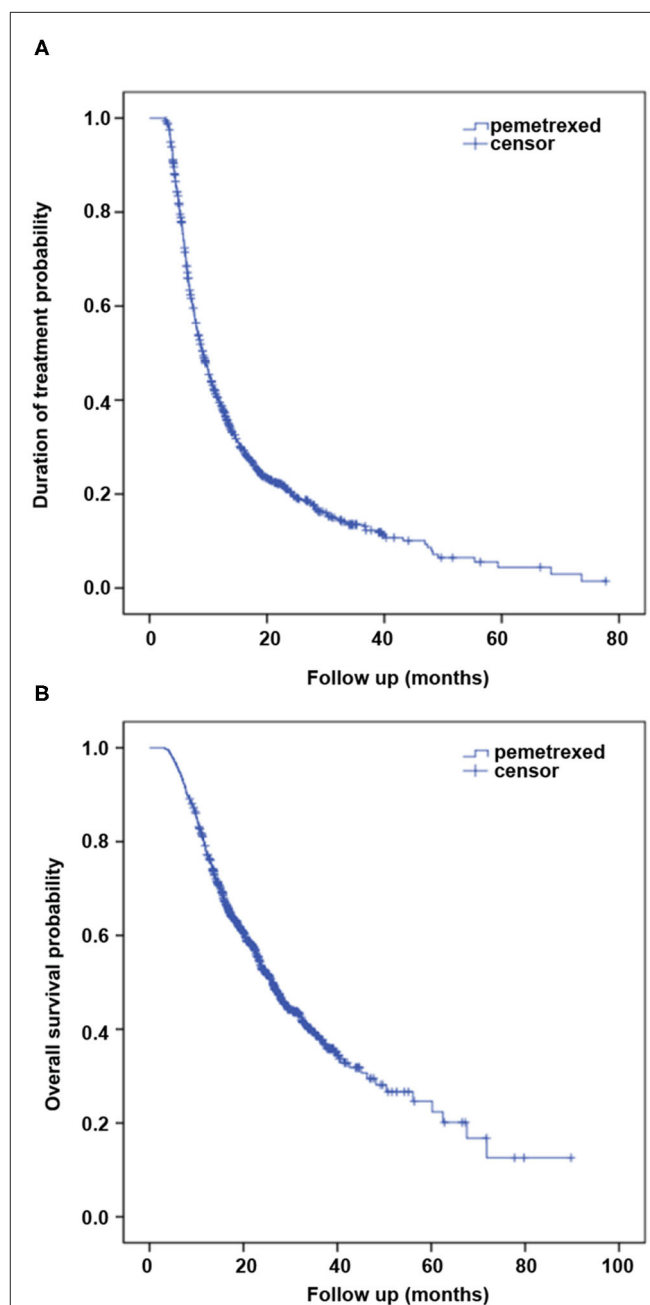 A
1.0
0.8
0.6
0.4
0.2
0.0
Duration of treatment probability
pemetrexed
censor
0 20 40 60 80
Follow up (months)
B
1.0
0.8
0.6
0.4
0.2
0.0
Overall survival probability
pemetrexed
censor
0 20 40 60 80 100
Follow up (months)